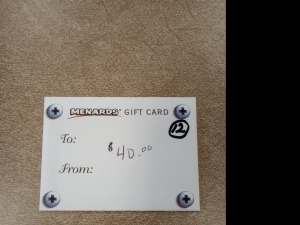 MENARDS® GIFT CARD
12
To:
$40.00
From: